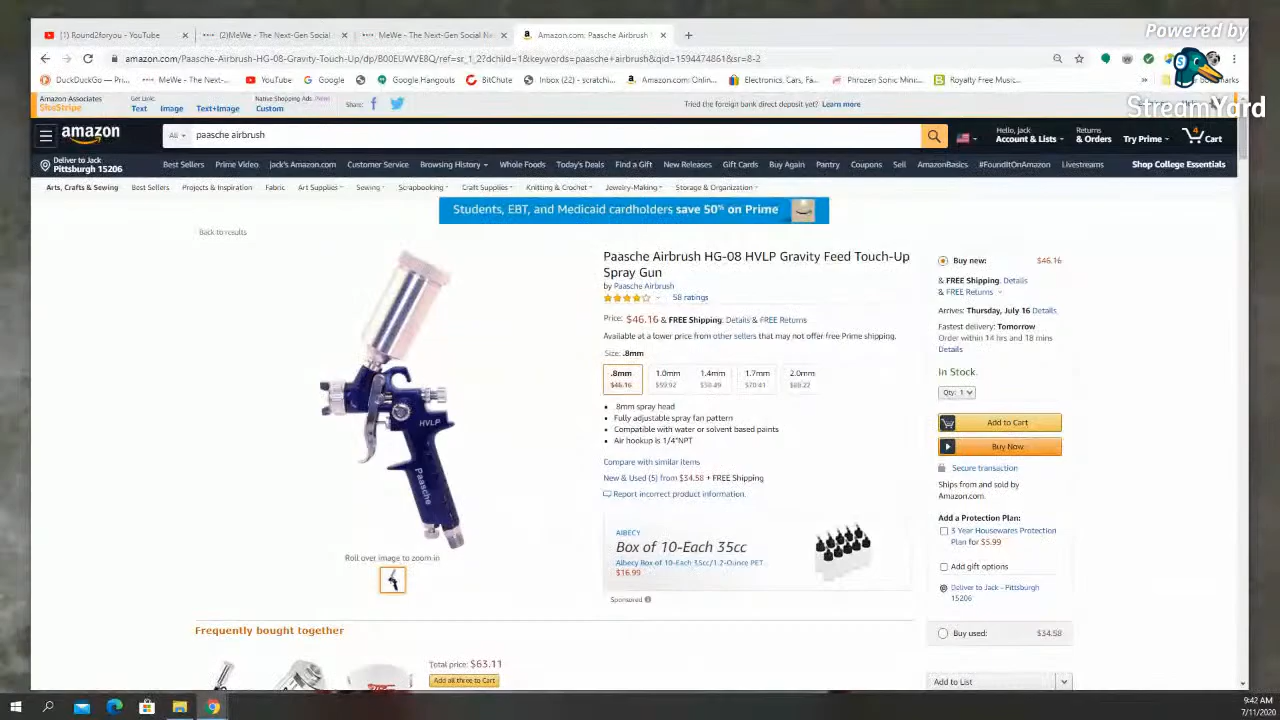 Powered by
StreamYard
(1) Round2foryou - YouTube
(2)MeWe - The Next-Gen Social
MeWe - The Next-Gen Social Ne
Amazon.com: Paasche Airbrush
amazon.com/Paasche-Airbrush-HG-08-Gravity-Touch-Up/dp/B00EUWVE8Q/ref=sr_1_2?dchild=1&keywords=paasche+airbrush&qid=1594474861&sr=8-2
DuckDuckGo — Pri...
MeWe - The Next-...
YouTube
Google
Google Hangouts
BitChute
Inbox (22) - scratch...
Amazon.com: Onlin...
Electronics, Cars, Fa...
Phrozen Sonic Mini...
Royalty Free Music...
Amazon Associates
SiteStripe
Get Link:
Text
Image
Text+Image
Native Shopping Ads
Custom
Share:
Tried the foreign bank direct deposit yet? Learn more
amazon
All
paasche airbrush
Hello, jack
Account & Lists
Returns
& Orders
Try Prime
4
Cart
Deliver to Jack
Pittsburgh 15206
Best Sellers
Prime Video
Jack's Amazon.com
Customer Service
Browsing History
Whole Foods
Today's Deals
Find a Gift
New Releases
Gift Cards
Buy Again
Pantry
Coupons
Sell
AmazonBasics
#FoundItOnAmazon
Livestreams
Shop College Essentials
Arts, Crafts & Sewing
Best Sellers
Projects & Inspiration
Fabric
Art Supplies
Sewing
Scrapbooking
Craft Supplies
Knitting & Crochet
Jewelry-Making
Storage & Organization
Students, EBT, and Medicaid cardholders save 50% on Prime
Back to results
HVLP
Paasche
Roll over image to zoom in
Paasche Airbrush HG-08 HVLP Gravity Feed Touch-Up
Spray Gun
by Paasche Airbrush
58 ratings
Price: $46.16 & FREE Shipping. Details & FREE Returns
Available at a lower price from other sellers that may not offer free Prime shipping.
Size: .8mm
.8mm
$46.16
1.0mm
$59.92
1.4mm
1.7mm
$70.41
2.0mm
.8mm spray head
Fully adjustable spray fan pattern
Compatible with water or solvent based paints
Air hookup is 1/4"NPT
Compare with similar items
New & Used (5) from $34.58 + FREE Shipping
Report incorrect product information.
ALBECY
Box of 10-Each 35cc
Albecy Box of 10-Each 35cc/1.2-Ounce PET
$16.99
Sponsored
Buy new:
$46.16
& FREE Shipping. Details
& FREE Returns
Arrives: Thursday, July 16 Details
Fastest delivery: Tomorrow
Order within 14 hrs and 18 mins
Details
In Stock.
Qty: 1
Add to Cart
Buy Now
Secure transaction
Ships from and sold by
Amazon.com.
Add a Protection Plan:
3 Year Housewares Protection
Plan for $5.99
Add gift options
Deliver to Jack - Pittsburgh
15206
Buy used:
$34.58
Add to List
Frequently bought together
Total price: $63.11
Add all three to Cart
9:42 AM
7/11/2020